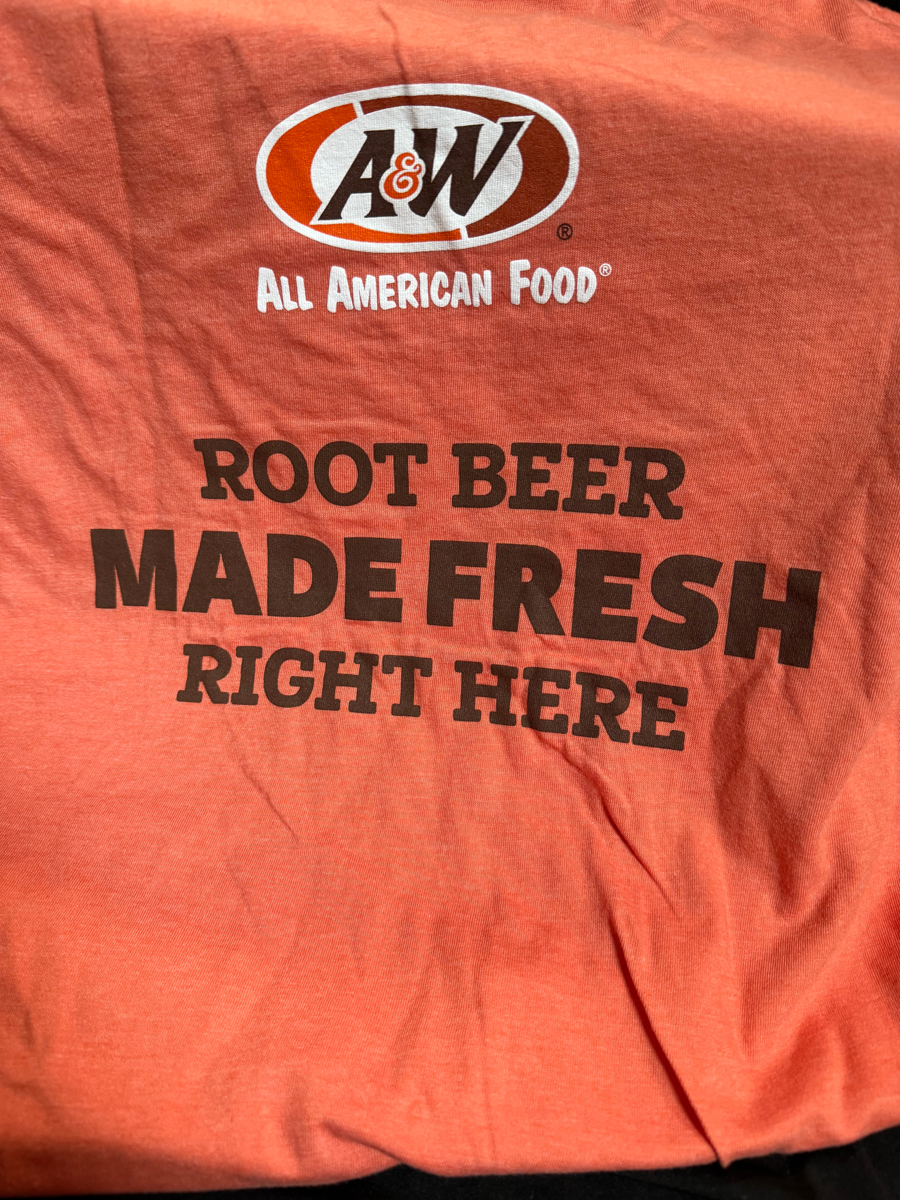 A&W®
ALL AMERICAN FOOD®
ROOT BEER
MADE FRESH
RIGHT HERE